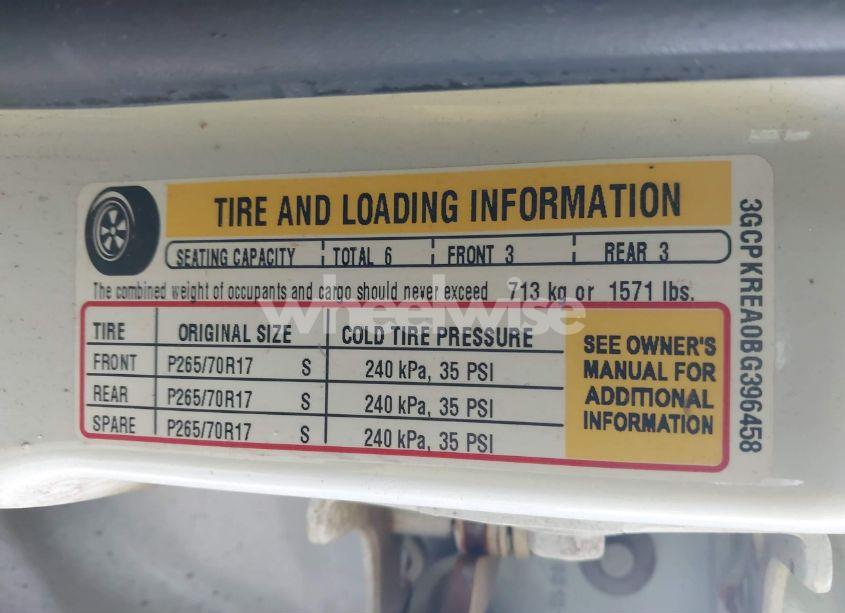 TIRE AND LOADING INFORMATION
SEATING CAPACITY TOTAL 6 FRONT 3 REAR 3
The combined weight of occupants and cargo should never exceed 713 kg or 1571 lbs.
wheelwise
TIRE ORIGINAL SIZE COLD TIRE PRESSURE
FRONT P265/70R17 S 240 kPa, 35 PSI
REAR P265/70R17 S 240 kPa, 35 PSI
SPARE P265/70R17 S 240 kPa, 35 PSI
SEE OWNER'S
MANUAL FOR
ADDITIONAL
INFORMATION
3GCPKREA0BG396458